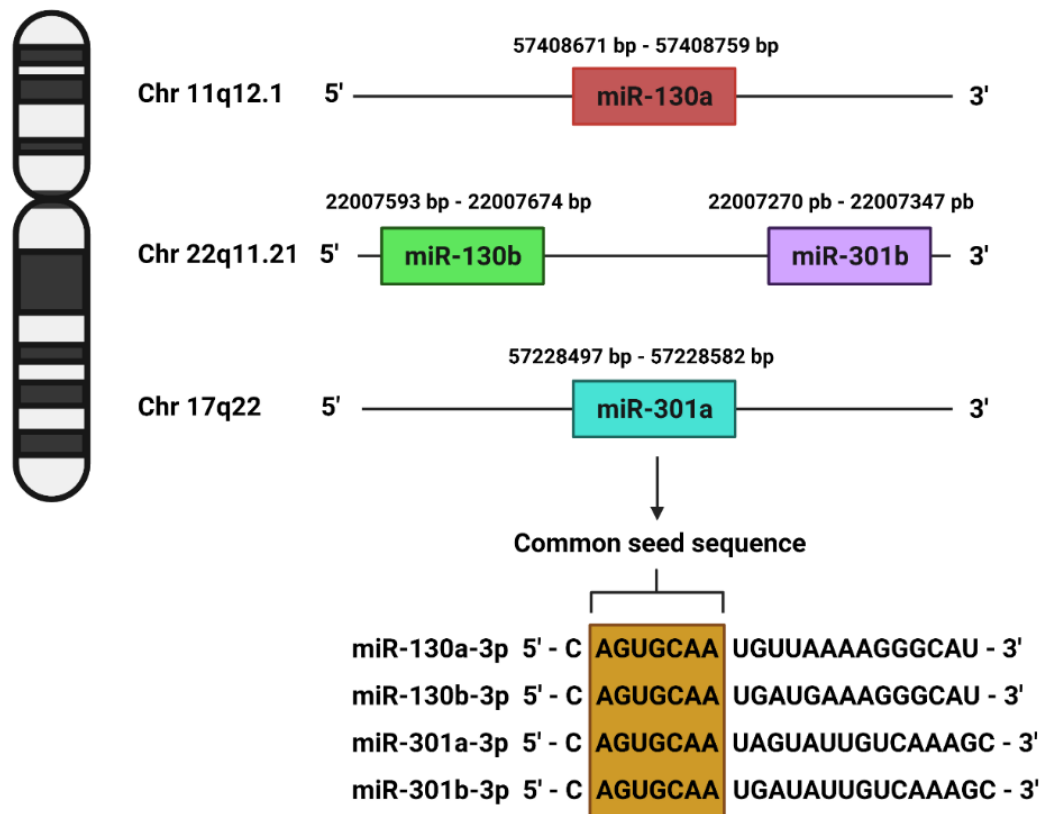 57408671 bp - 57408759 bp
Chr 11q12.1 5' miR-130a 3'
22007593 bp - 22007674 bp 22007270 pb - 22007347 pb
Chr 22q11.21 5' miR-130b miR-301b 3'
57228497 bp - 57228582 bp
Chr 17q22 5' miR-301a 3'
Common seed sequence
miR-130a-3p 5' - C AGUGCAA UGUUAAAAGGGCAU - 3'
miR-130b-3p 5' - C AGUGCAA UGAUGAAAGGGCAU - 3'
miR-301a-3p 5' - C AGUGCAA UAGUAUUGUCAAAGC - 3'
miR-301b-3p 5' - C AGUGCAA UGAUAUUGUCAAAGC - 3'